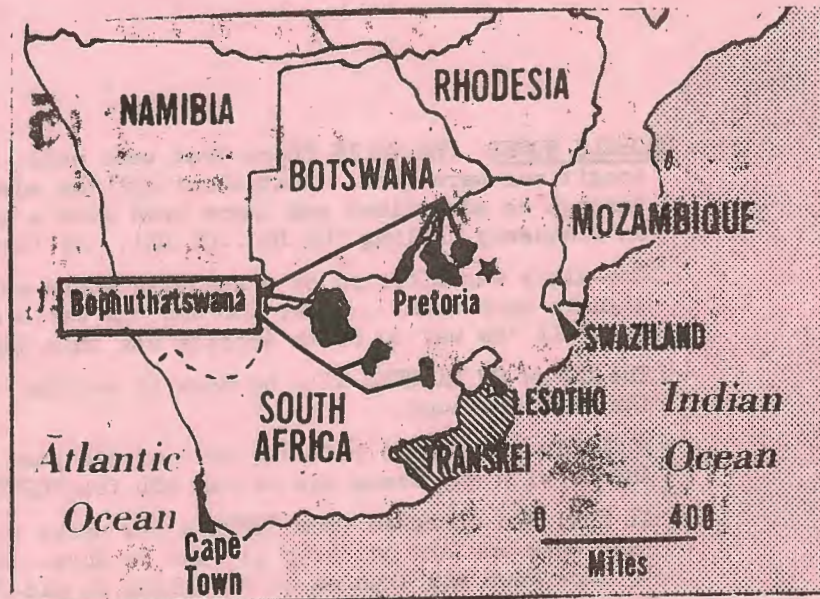 NAMIBIA
RHODESIA
BOTSWANA
MOZAMBIQUE
Bophuthatswana
Pretoria
SWAZILAND
SOUTH
AFRICA
LESOTHO
TRANSKEI
Indian
Ocean
Atlantic
Ocean
Cape
Town
0 400
Miles